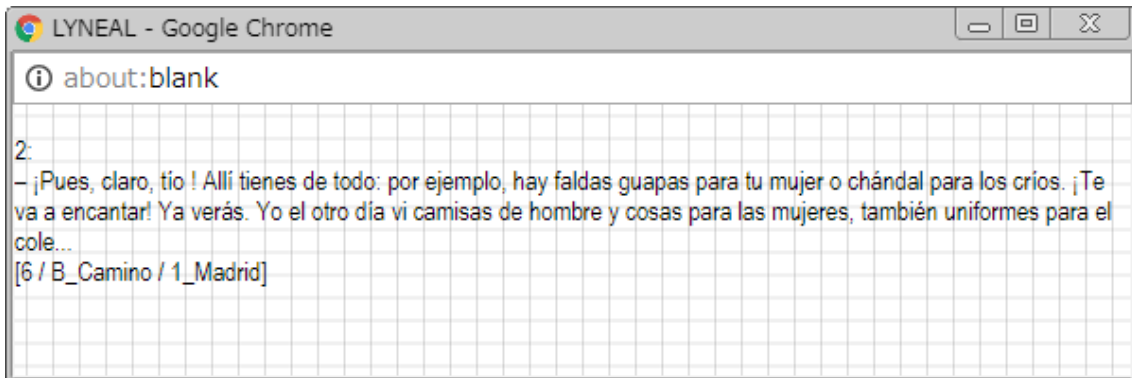 LYNEAL - Google Chrome
about:blank
2:
– ¡Pues, claro, tío ! Allí tienes de todo: por ejemplo, hay faldas guapas para tu mujer o chándal para los críos. ¡Te
va a encantar! Ya verás. Yo el otro día vi camisas de hombre y cosas para las mujeres, también uniformes para el
cole...
[6 / B_Camino / 1_Madrid]